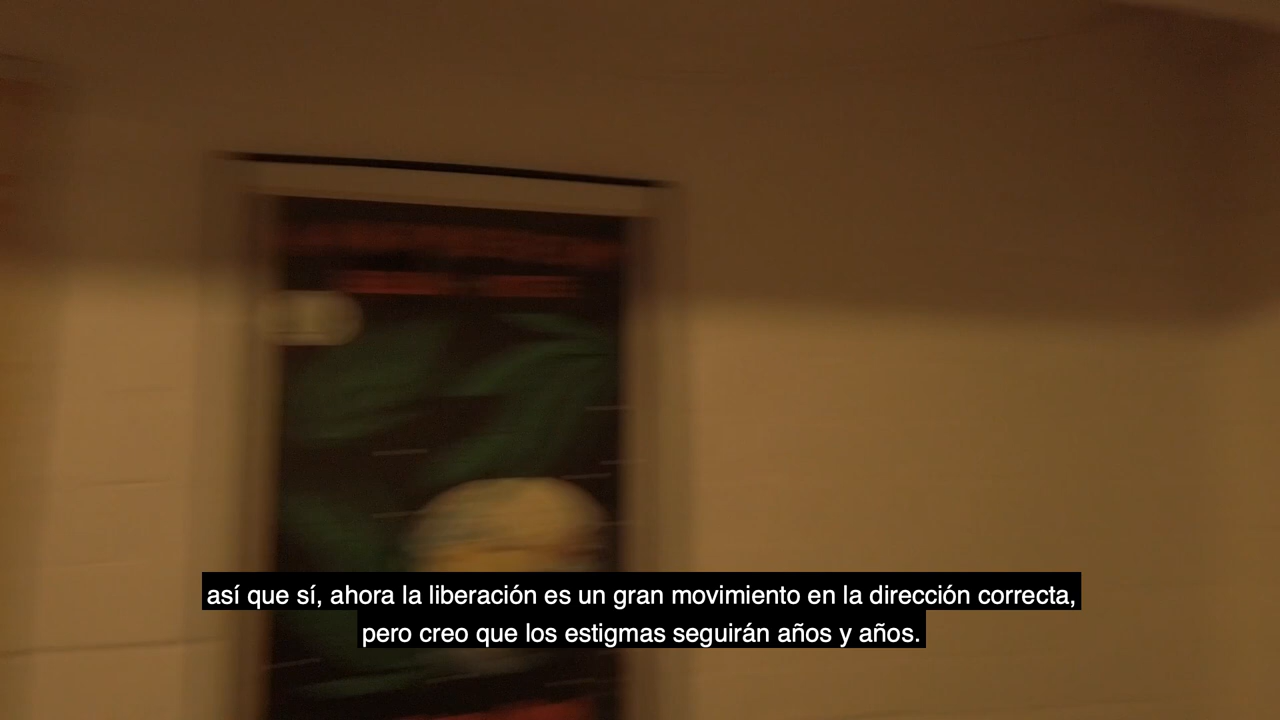 así que sí, ahora la liberación es un gran movimiento en la dirección correcta,
pero creo que los estigmas seguirán años y años.